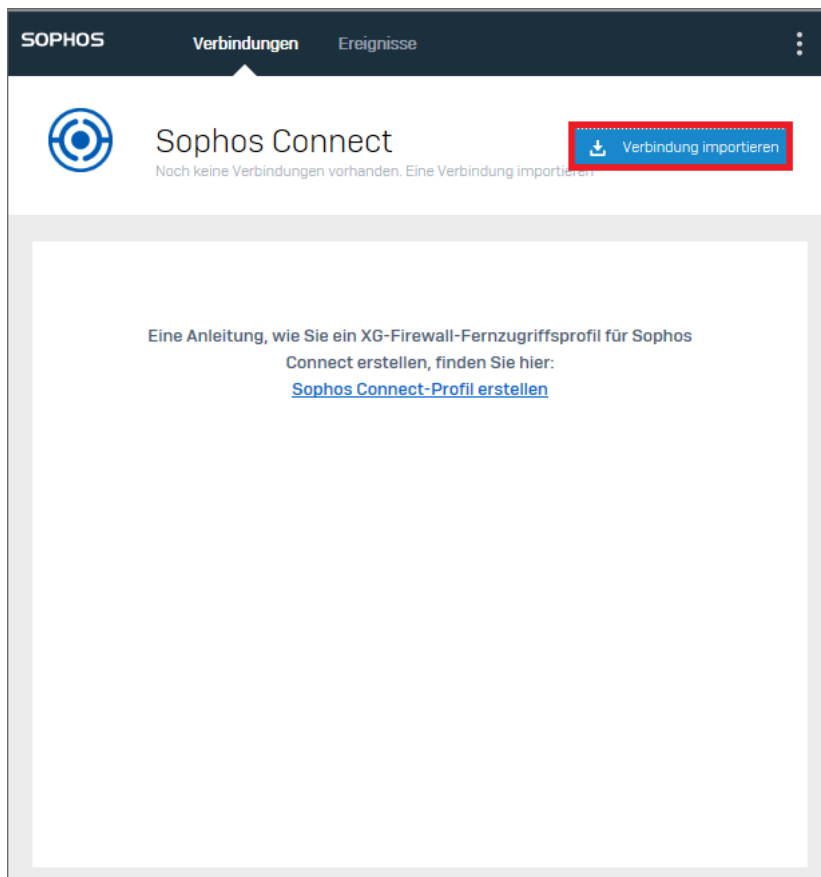 SOPHOS
Verbindungen
Ereignisse
Sophos Connect
Verbindung importieren
Noch keine Verbindungen vorhanden. Eine Verbindung importieren
Eine Anleitung, wie Sie ein XG-Firewall-Fernzugriffsprofil für Sophos
Connect erstellen, finden Sie hier:
Sophos Connect-Profil erstellen